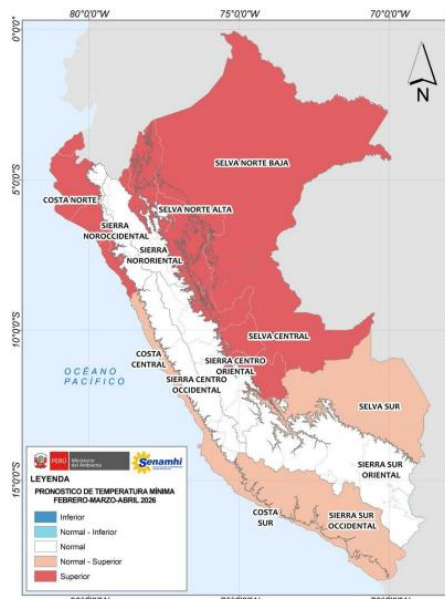 80°0'0"W
75°0'0"W
70°0'0"W
0°0'0"
N
SELVA NORTE BAJA
5°0'0"S
COSTA NORTE
SELVA NORTE ALTA
SIERRA
NOROCCIDENTAL
SIERRA
NORORIENTAL
10°0'0"S
SELVA CENTRAL
COSTA
CENTRAL
SIERRA CENTRO
ORIENTAL
OCÉANO
PACÍFICO
SIERRA CENTRO
OCCIDENTAL
SELVA SUR
SIERRA SUR
ORIENTAL
15°0'0"S
COSTA
SUR
SIERRA SUR
OCCIDENTAL
PERÚ
Ministerio
del Ambiente
Senamhi
LEYENDA
PRONOSTICO DE TEMPERATURA MÍNIMA
FEBRERO-MARZO-ABRIL 2026
Inferior
Normal - Inferior
Normal
Normal - Superior
Superior